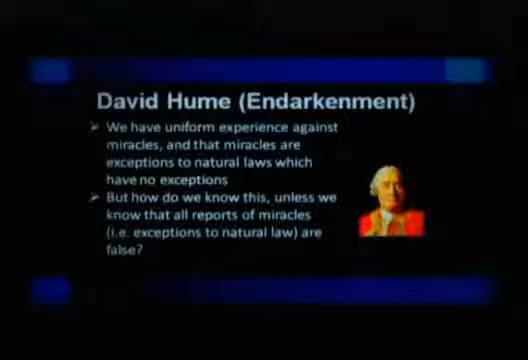 David Hume (Endarkenment)
➢ We have uniform experience against
miracles, and that miracles are
exceptions to natural laws which
have no exceptions
➢ But how do we know this, unless we
know that all reports of miracles
(i.e. exceptions to natural law) are
false?